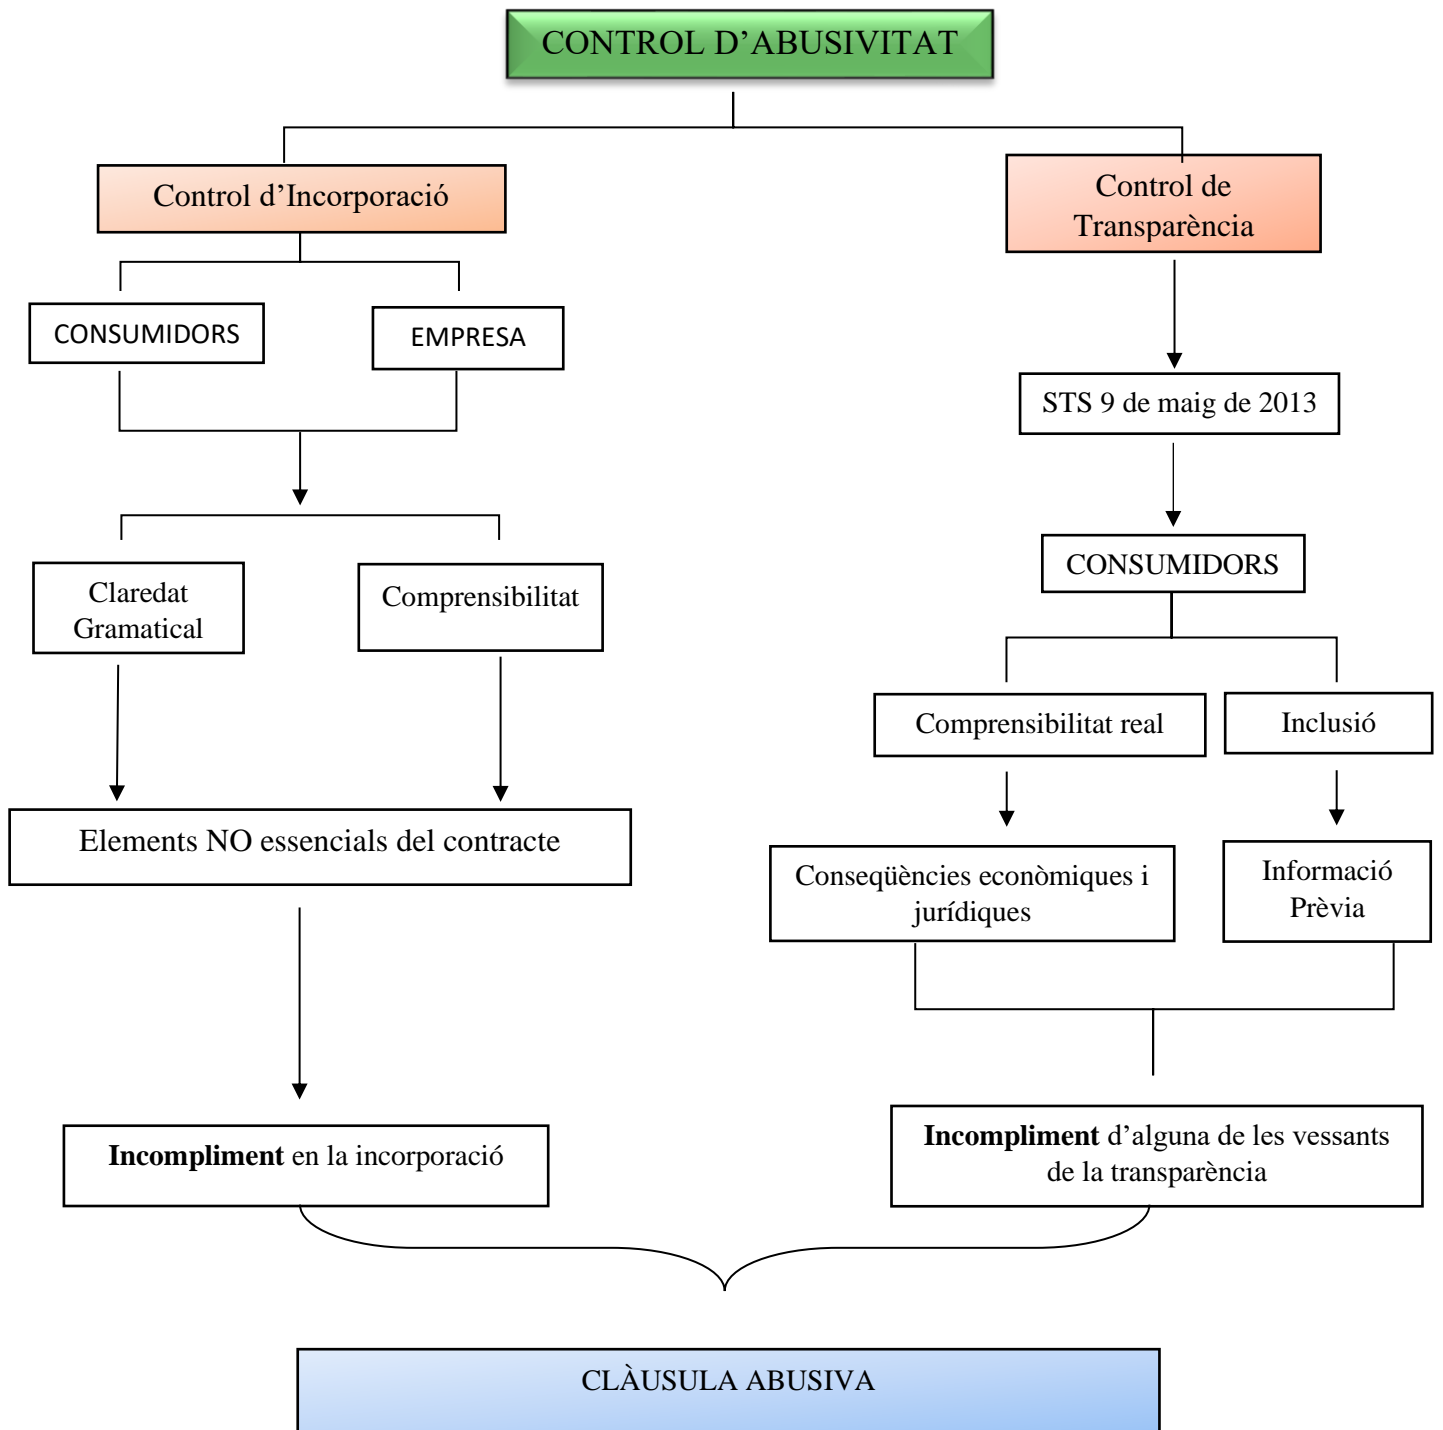 CONTROL D’ABUSIVITAT
Control d’Incorporació
Control de
Transparència
CONSUMIDORS
EMPRESA
STS 9 de maig de 2013
CONSUMIDORS
Claredat
Gramatical
Comprensibilitat
Comprensibilitat real
Inclusió
Elements NO essencials del contracte
Conseqüències econòmiques i
jurídiques
Informació
Prèvia
Incompliment en la incorporació
Incompliment d’alguna de les vessants
de la transparència
CLÀUSULA ABUSIVA